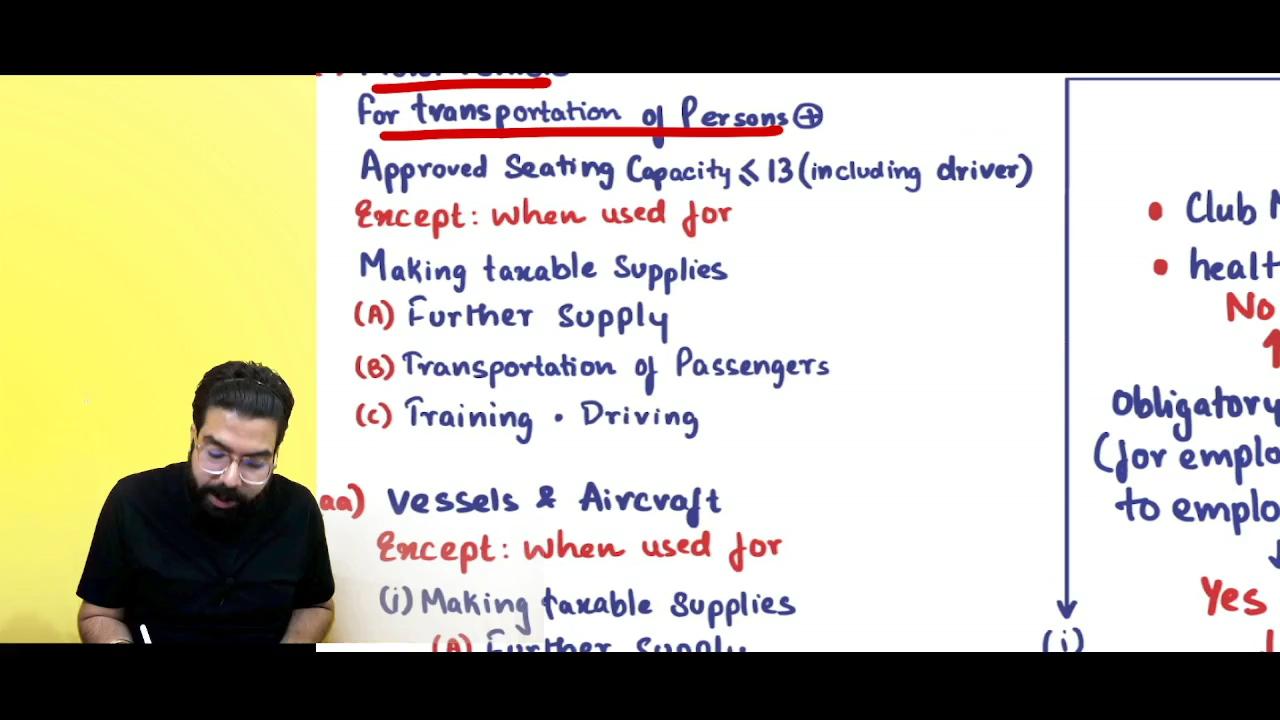 For transportation of Persons ⊕
Approved Seating Capacity ⩽ 13 (including driver)
Except: when used for
Making taxable Supplies
(A) Further Supply
(B) Transportation of Passengers
(C) Training • Driving
aa) Vessels & Aircraft
Except: when used for
(i) Making taxable Supplies
(A) Further Supply
• Club
• healt
No
Obligatory
(for emplo
to emplo
Yes
(i)